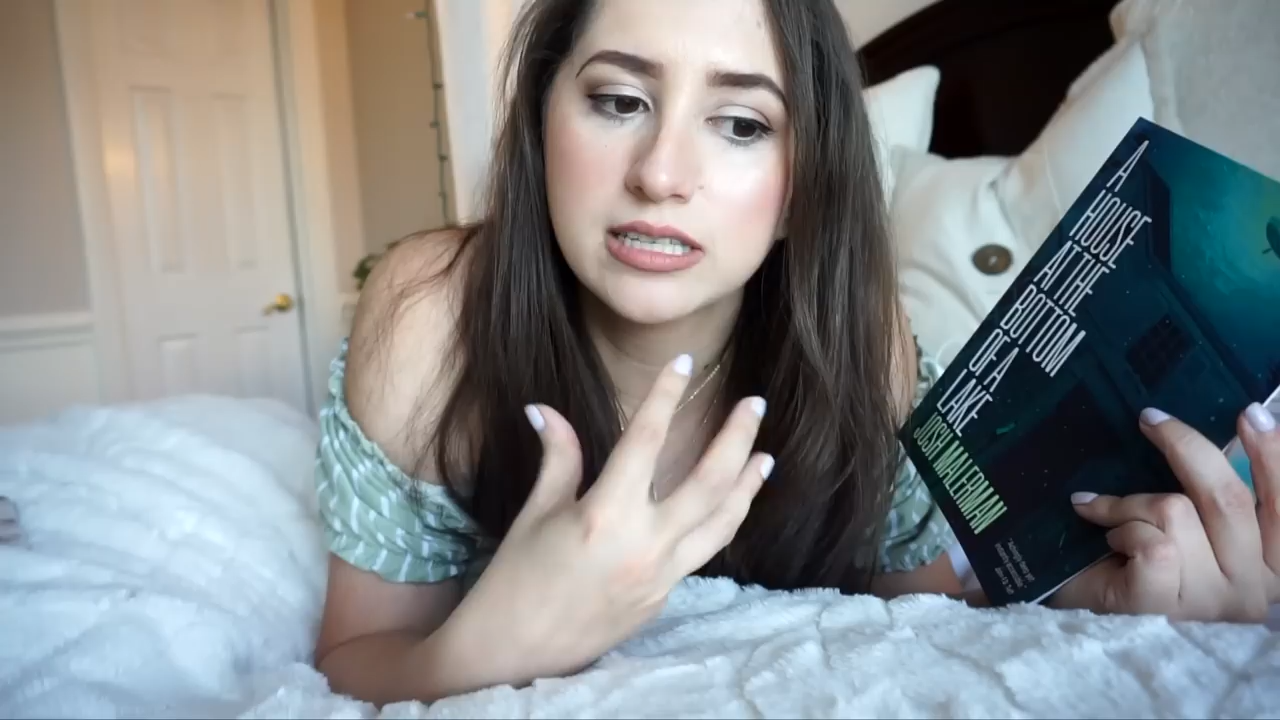 A
HOUSE
AT THE
BOTTOM
OF A
LAKE
JOSH MALERMAN